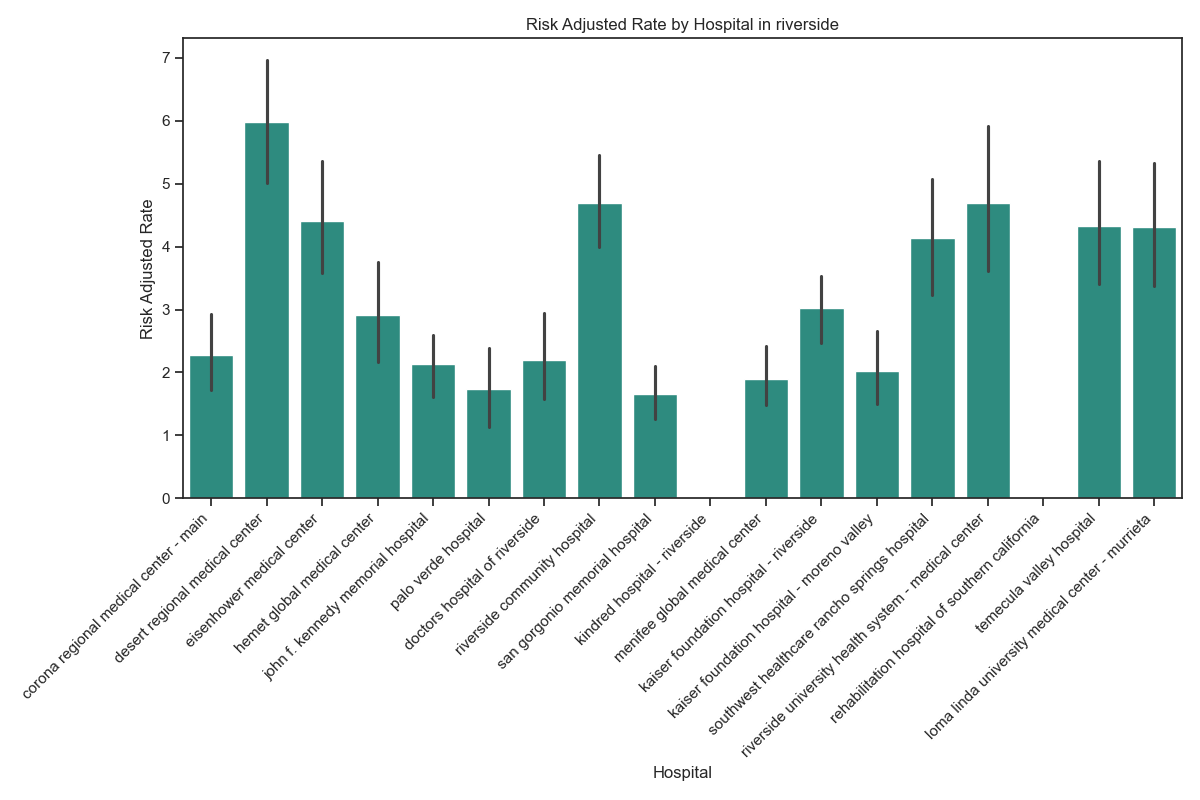 Risk Adjusted Rate by Hospital in riverside
Risk Adjusted Rate
7
6
5
4
3
2
1
0
corona regional medical center - main
desert regional medical center
eisenhower medical center
hemet global medical center
john f. kennedy memorial hospital
palo verde hospital
doctors hospital of riverside
riverside community hospital
san gorgonio memorial hospital
kindred hospital - riverside
menifee global medical center
kaiser foundation hospital - riverside
kaiser foundation hospital - moreno valley
southwest healthcare rancho springs hospital
riverside university health system - medical center
rehabilitation hospital of southern california
temecula valley hospital
loma linda university medical center - murrieta
Hospital